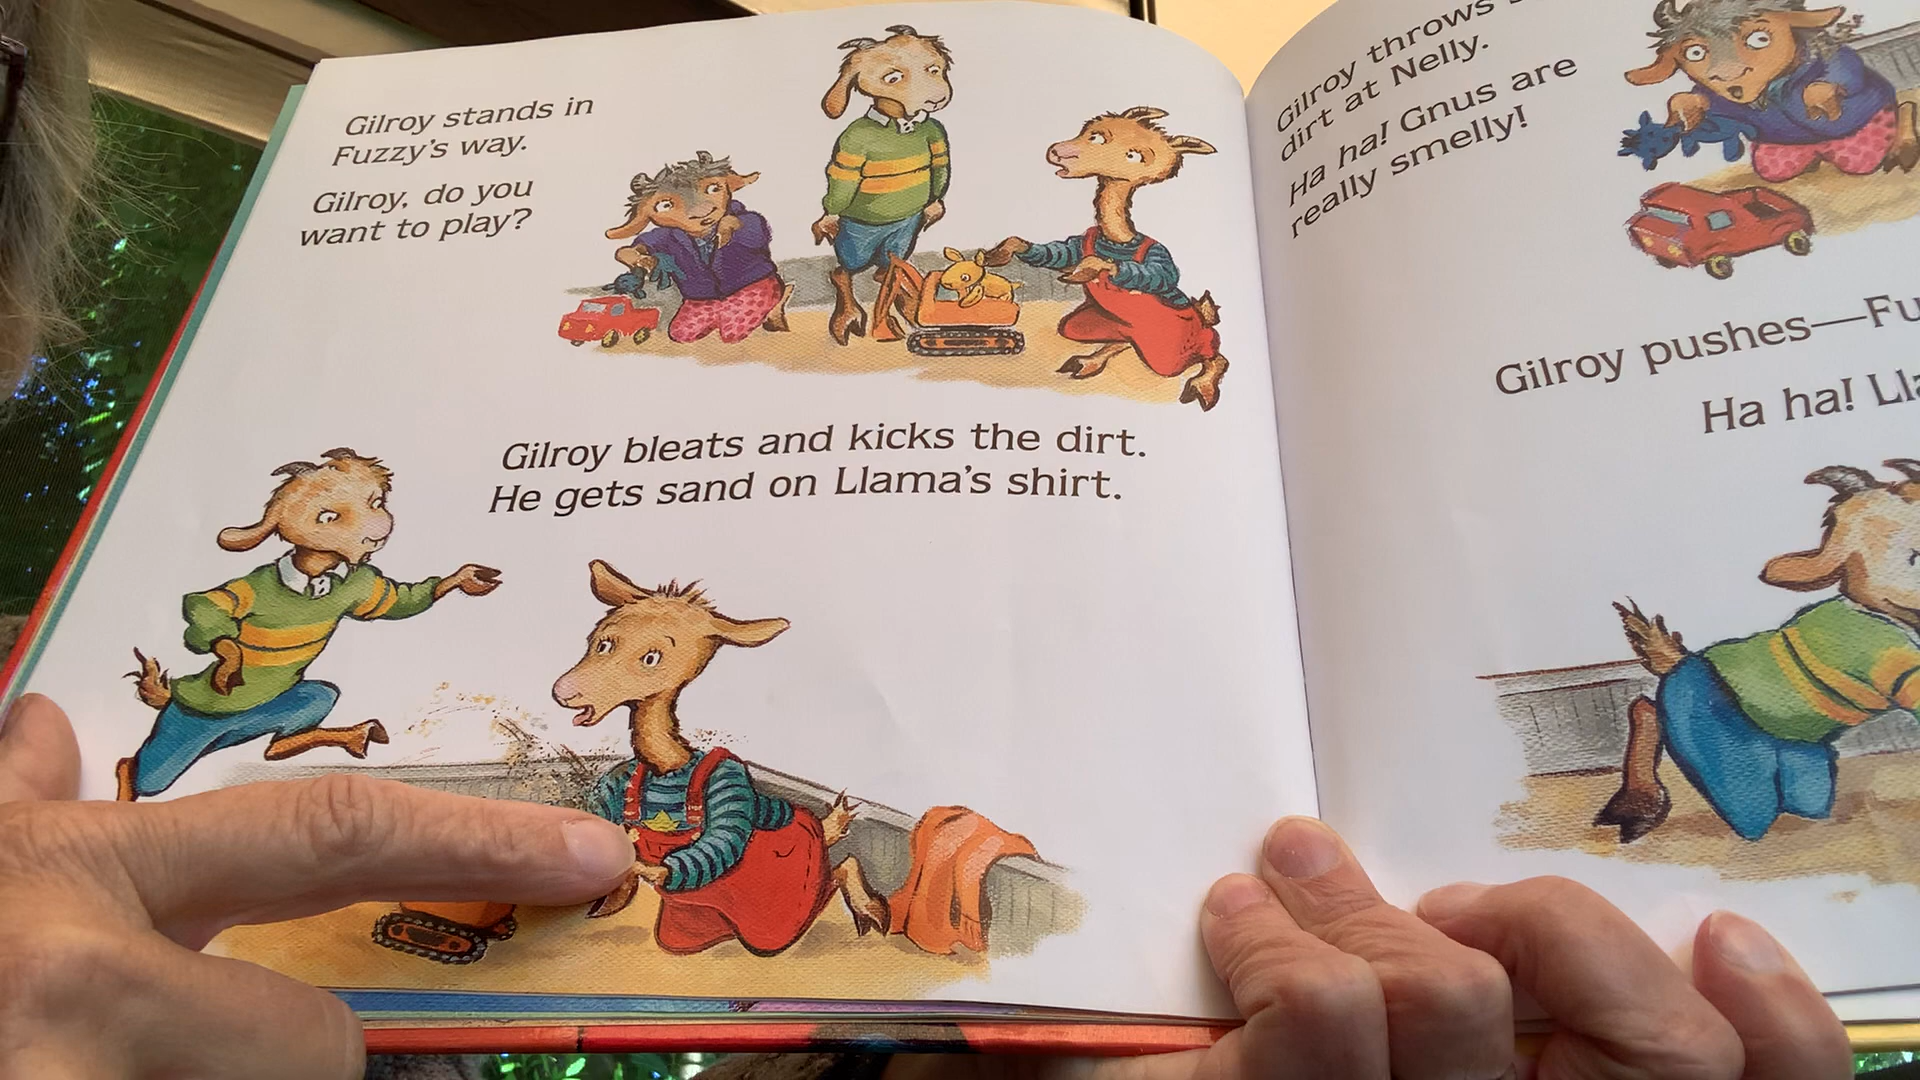 Gilroy stands in
Fuzzy's way.
Gilroy, do you
want to play?
Gilroy bleats and kicks the dirt.
He gets sand on Llama's shirt.
Gilroy throws
dirt at Nelly.
Ha ha! Gnus are
really smelly!
Gilroy pushes—
Ha ha!